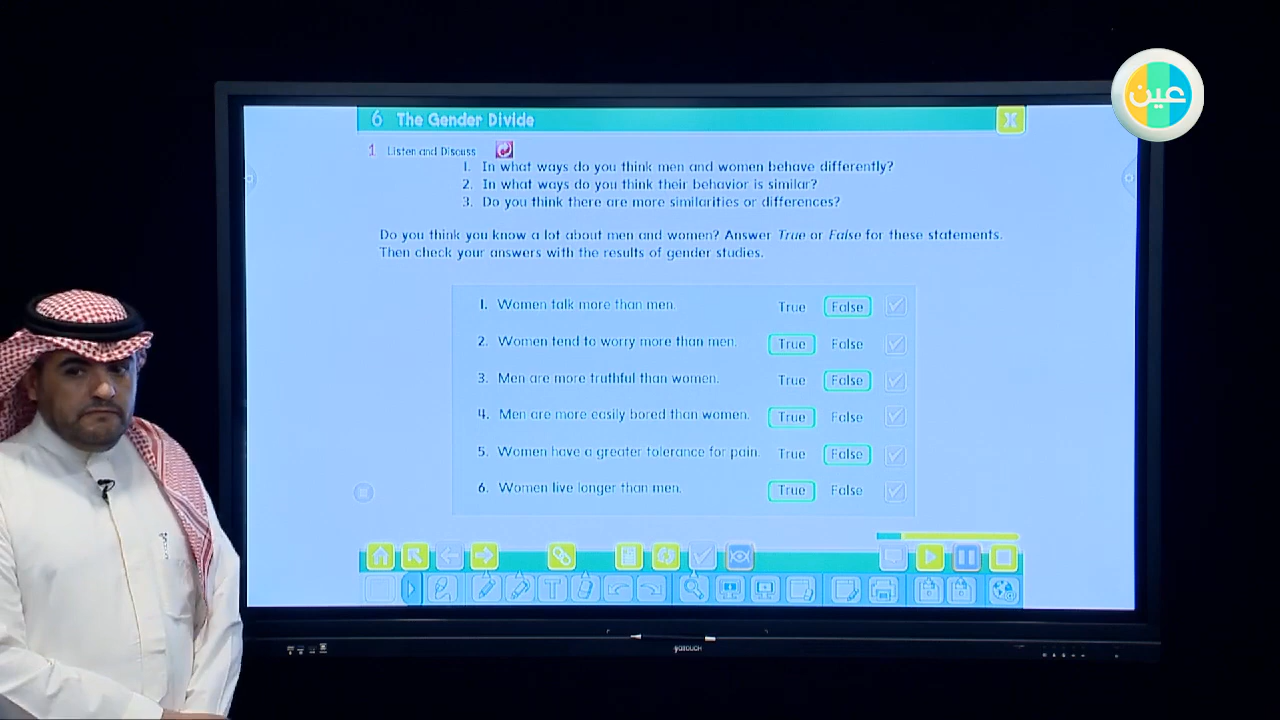 عين
6 The Gender Divide X
1 Listen and Discuss
1. In what ways do you think men and women behave differently?
2. In what ways do you think their behavior is similar?
3. Do you think there are more similarities or differences?
Do you think you know a lot about men and women? Answer True or False for these statements.
Then check your answers with the results of gender studies.
1. Women talk more than men. True False
2. Women tend to worry more than men. True False
3. Men are more truthful than women. True False
4. Men are more easily bored than women. True False
5. Women have a greater tolerance for pain. True False
6. Women live longer than men. True False
T